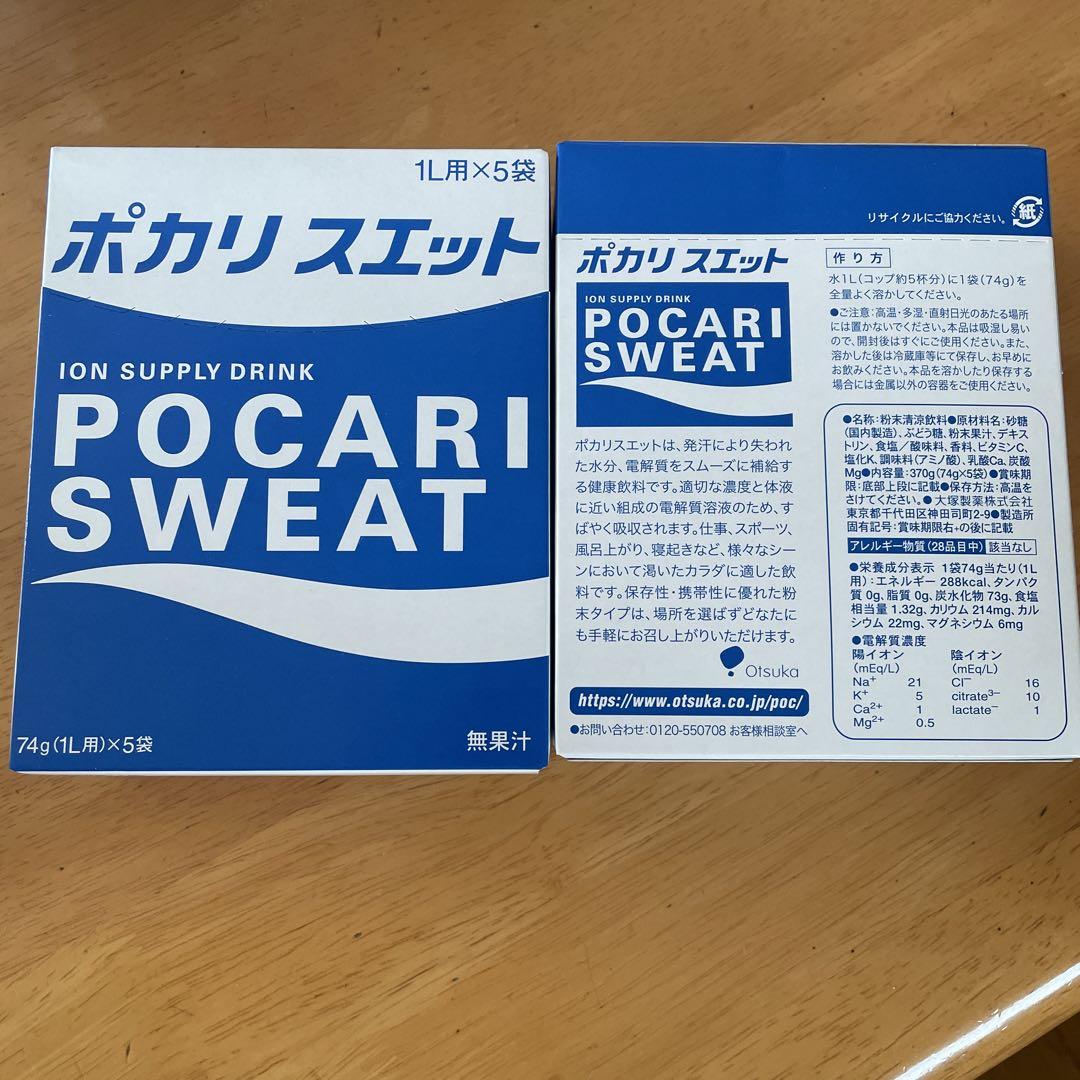 1L用×5袋
ポカリ スエット
ION SUPPLY DRINK
POCARI
SWEAT
74g(1L用)×5袋
無果汁
リサイクルにご協力ください。
紙
ポカリ スエット
ION SUPPLY DRINK
POCARI
SWEAT
ポカリスエットは、発汗により失われ
た水分、電解質をスムーズに補給す
る健康飲料です。適切な濃度と体液
に近い組成の電解質溶液のため、す
ばやく吸収されます。仕事、スポーツ、
風呂上がり、寝起きなど、様々なシー
ンにおいて渇いたカラダに適した飲
料です。保存性・携帯性に優れた粉
末タイプは、場所を選ばずどなたに
も手軽にお召し上がりいただけます。
Otsuka
https://www.otsuka.co.jp/poc/
●お問い合わせ:0120-550708 お客様相談室へ
作り方
水1L(コップ約5杯分)に1袋(74g)を
全量よく溶かしてください。
●ご注意:高温・多湿・直射日光のあたる場所
には置かないでください。本品は吸湿し易い
ので、開封後はすぐにご使用ください。また、
溶かした後は冷蔵庫等にて保存し、お早めに
お飲みください。本品を溶かしたり保存する
場合には金属以外の容器をご使用ください。
●名称:粉末清涼飲料●原材料名:砂糖
(国内製造)、ぶどう糖、粉末果汁、デキス
トリン、食塩/酸味料、香料、ビタミンC、
塩化K、調味料(アミノ酸)、乳酸Ca、炭酸
Mg●内容量:370g(74g×5袋)●賞味期
限:底部上段に記載●保存方法:高温を
さけてください。●大塚製薬株式会社
東京都千代田区神田司町2-9●製造所
固有記号:賞味期限右+の後に記載
アレルギー物質(28品目中) 該当なし
●栄養成分表示 1袋74g当たり(1L
用):エネルギー 288kcal、タンパク
質 0g、脂質 0g、炭水化物 73g、食塩
相当量 1.32g、カリウム 214mg、カル
シウム 22mg、マグネシウム 6mg
●電解質濃度
陽イオン 陰イオン
(mEq/L) (mEq/L)
Na⁺ 21 Cl⁻ 16
K⁺ 5 citrate³⁻ 10
Ca²⁺ 1 lactate⁻ 1
Mg²⁺ 0.5